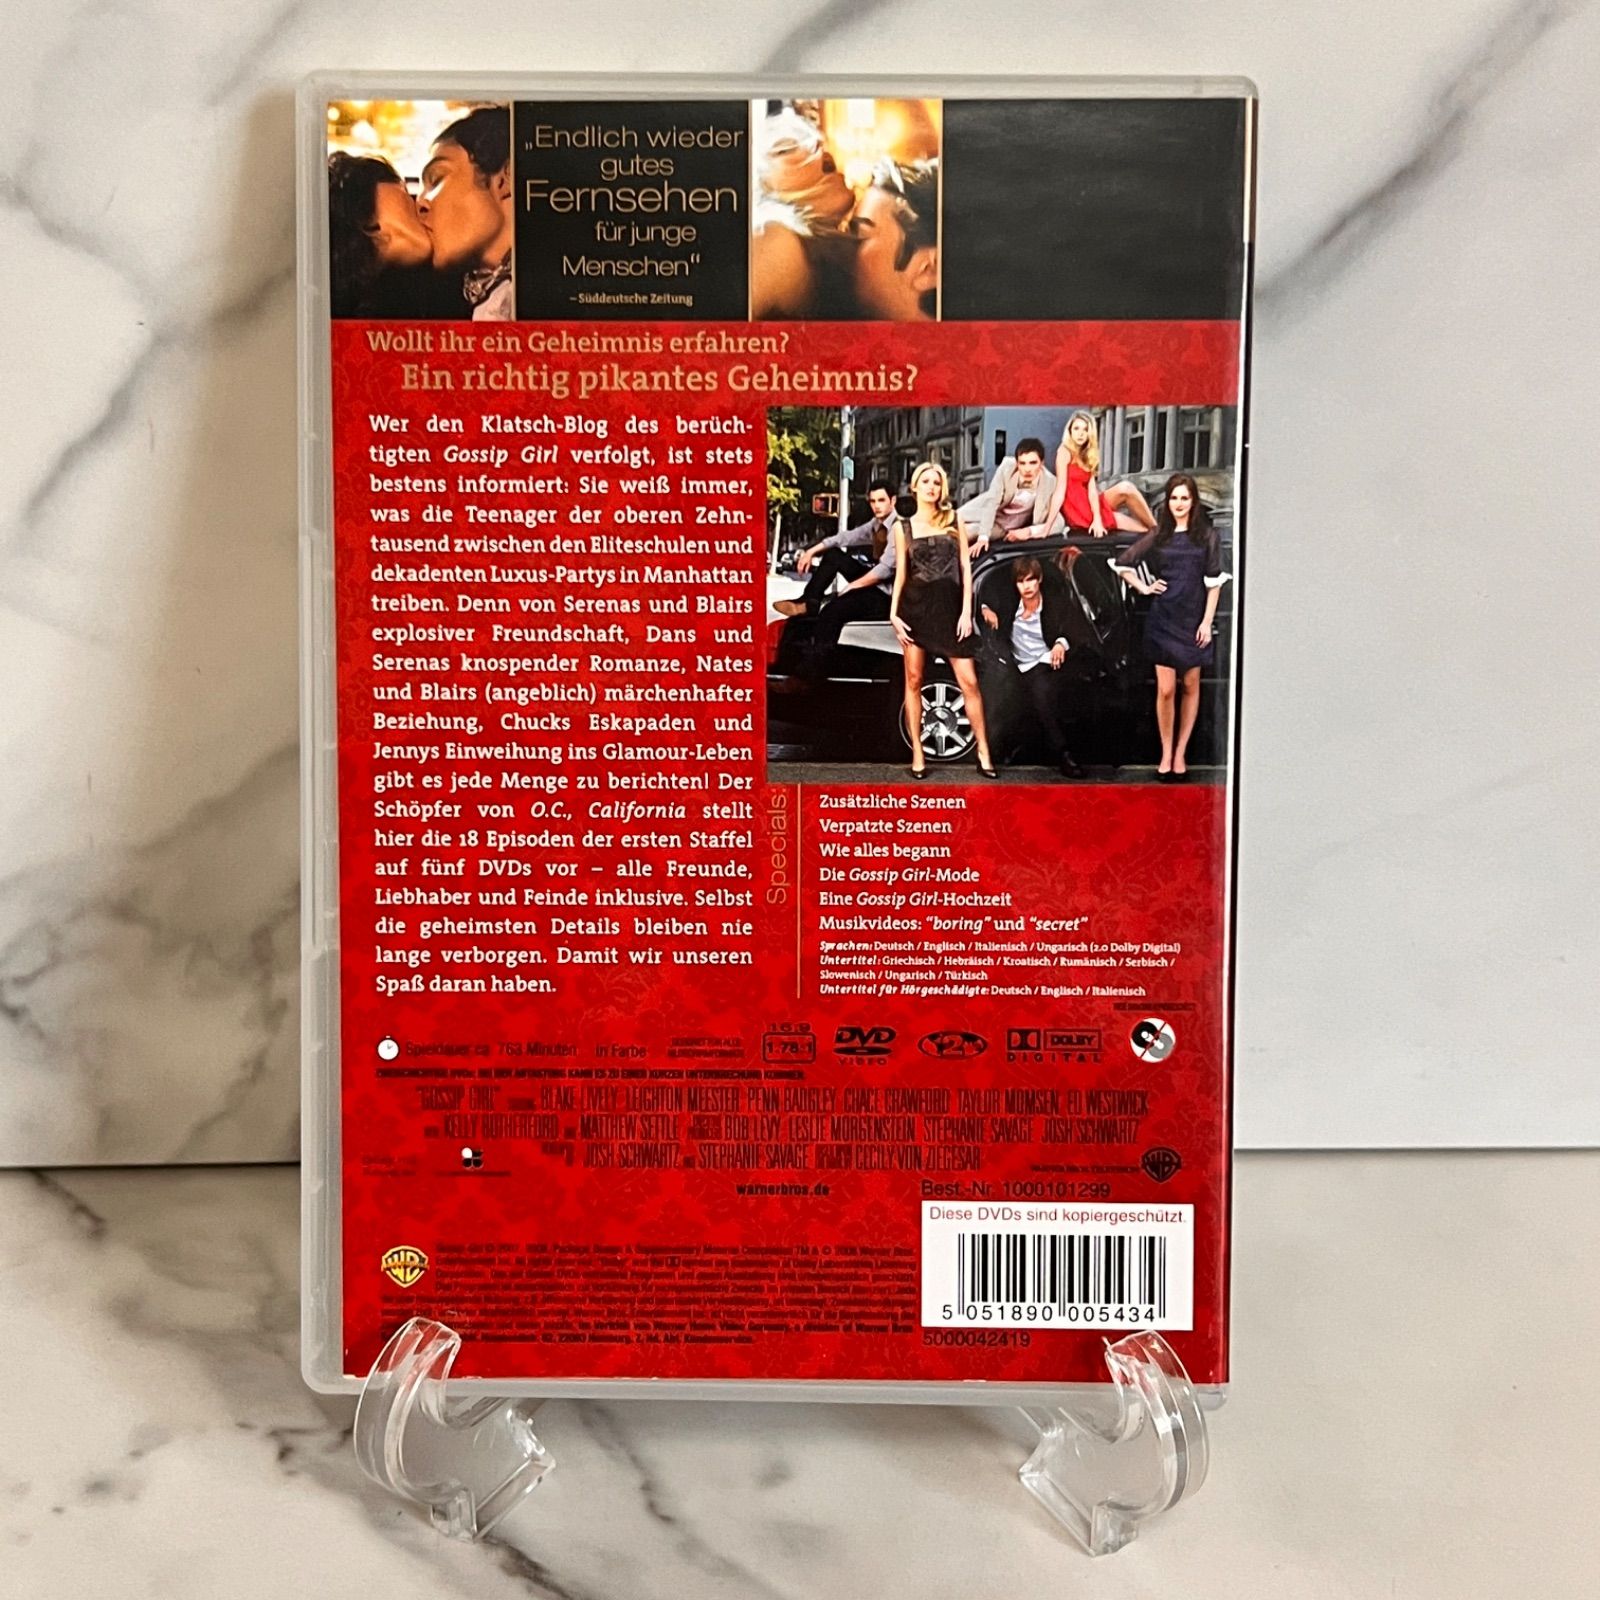 „Endlich wieder
gutes
Fernsehen
für junge
Menschen“
– Süddeutsche Zeitung
Wollt ihr ein Geheimnis erfahren?
Ein richtig pikantes Geheimnis?
Wer den Klatsch-Blog des berüch-
tigten Gossip Girl verfolgt, ist stets
bestens informiert: Sie weiß immer,
was die Teenager der oberen Zehn-
tausend zwischen den Eliteschulen und
dekadenten Luxus-Partys in Manhattan
treiben. Denn von Serenas und Blairs
explosiver Freundschaft, Dans und
Serenas knospender Romanze, Nates
und Blairs (angeblich) märchenhafter
Beziehung, Chucks Eskapaden und
Jennys Einweihung ins Glamour-Leben
gibt es jede Menge zu berichten! Der
Schöpfer von O.C., California stellt
hier die 18 Episoden der ersten Staffel
auf fünf DVDs vor – alle Freunde,
Liebhaber und Feinde inklusive. Selbst
die geheimsten Details bleiben nie
lange verborgen. Damit wir unseren
Spaß daran haben.
Specials:
Zusätzliche Szenen
Verpatzte Szenen
Wie alles begann
Die Gossip Girl-Mode
Eine Gossip Girl-Hochzeit
Musikvideos: “boring” und “secret”
Sprachen: Deutsch / Englisch / Italienisch / Ungarisch (2.0 Dolby Digital)
Untertitel: Griechisch / Hebräisch / Kroatisch / Rumänisch / Serbisch /
Slowenisch / Ungarisch / Türkisch
Untertitel für Hörgeschädigte: Deutsch / Englisch / Italienisch
Spieldauer ca. 763 Minuten in Farbe
16:9
1.78:1
DVD
VIDEO
2
DOLBY
DIGITAL
"GOSSIP GIRL" BLAKE LIVELY LEIGHTON MEESTER PENN BADGLEY CHACE CRAWFORD TAYLOR MOMSEN ED WESTWICK
KELLY RUTHERFORD MATTHEW SETTLE BOB LEVY LESLIE MORGENSTEIN STEPHANIE SAVAGE JOSH SCHWARTZ
JOSH SCHWARTZ STEPHANIE SAVAGE CECILY VON ZIEGESAR
warnerbros.de
Best.-Nr. 1000101299
Diese DVDs sind kopiergeschützt.
5 051890 005434
5000042419